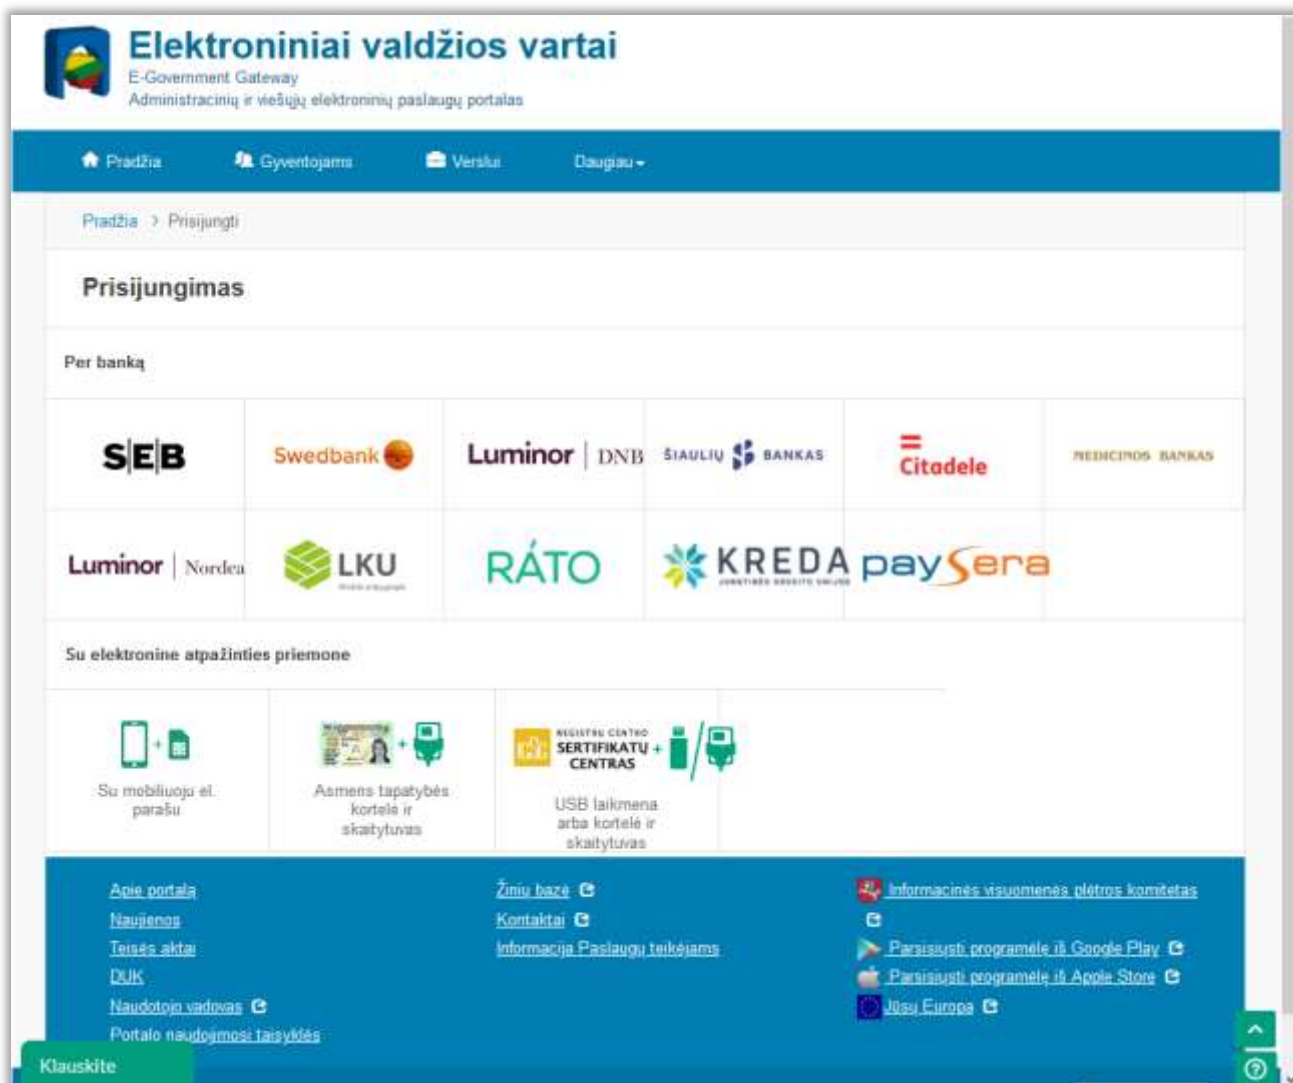 Elektroniniai valdžios vartai
E-Government Gateway
Administracinių ir viešųjų elektroninių paslaugų portalas
Pradžia Gyventojams Verslui Daugiau
Pradžia > Prisijungti
Prisijungimas
Per banką
S|E|B Swedbank Luminor | DNB ŠIAULIŲ BANKAS Citadele MEDICINOS BANKAS
Luminor | Nordea LKU RÁTO KREDA paysera
JUNGTINĖS KREDITO UNIJOS
Su elektronine atpažinties priemone
REGISTRŲ CENTRO
SERTIFIKATŲ +
CENTRAS
Su mobiliuoju el.
parašu
Asmens tapatybės
kortelė ir
skaitytuvas
USB laikmena
arba kortelė ir
skaitytuvas
Apie portalą
Naujienos
Teisės aktai
DUK
Naudotojo vadovas
Portalo naudojimosi taisyklės
Žinių bazė
Kontaktai
Informacija Paslaugų teikėjams
Informacinės visuomenės plėtros komitetas
Parsisiųsti programėlę iš Google Play
Parsisiųsti programėlę iš Apple Store
Jūsų Europa
Klauskite